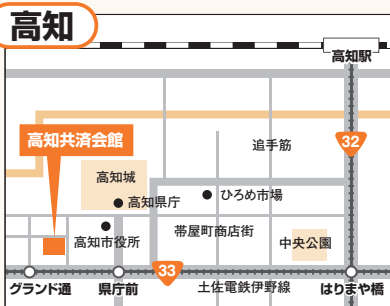 高知
高知駅
高知共済会館
追手筋
32
高知城
高知県庁
ひろめ市場
高知市役所
帯屋町商店街
中央公園
33
グランド通
県庁前
土佐電鉄伊野線
はりまや橋